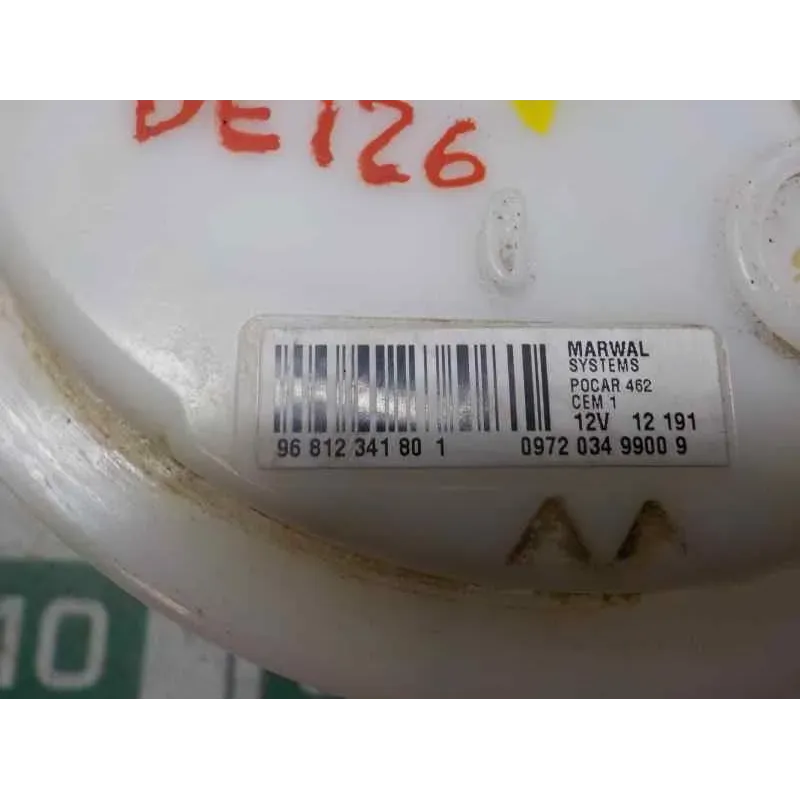 DE126
MARWAL
SYSTEMS
POCAR 462
CEM 1
12V 12 191
96 812 341 80 1
0972 034 9900 9
10